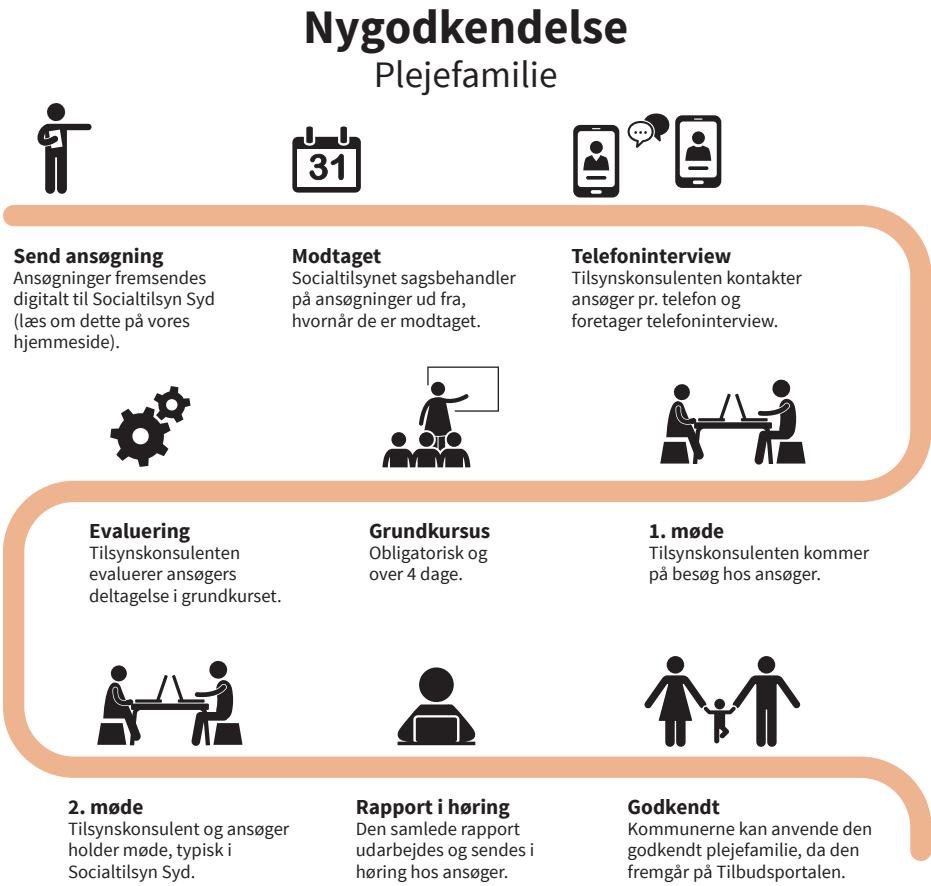 Nygodkendelse
Plejefamilie
31
Send ansøgning
Ansøgninger fremsendes
digitalt til Socialtilsyn Syd
(læs om dette på vores
hjemmeside).
Modtaget
Socialtilsynet sagsbehandler
på ansøgninger ud fra,
hvornår de er modtaget.
Telefoninterview
Tilsynskonsulenten kontakter
ansøger pr. telefon og
foretager telefoninterview.
1. møde
Tilsynskonsulenten kommer
på besøg hos ansøger.
Grundkursus
Obligatorisk og
over 4 dage.
Evaluering
Tilsynskonsulenten
evaluerer ansøgers
deltagelse i grundkurset.
2. møde
Tilsynskonsulent og ansøger
holder møde, typisk i
Socialtilsyn Syd.
Rapport i høring
Den samlede rapport
udarbejdes og sendes i
høring hos ansøger.
Godkendt
Kommunerne kan anvende den
godkendt plejefamilie, da den
fremgår på Tilbudsportalen.